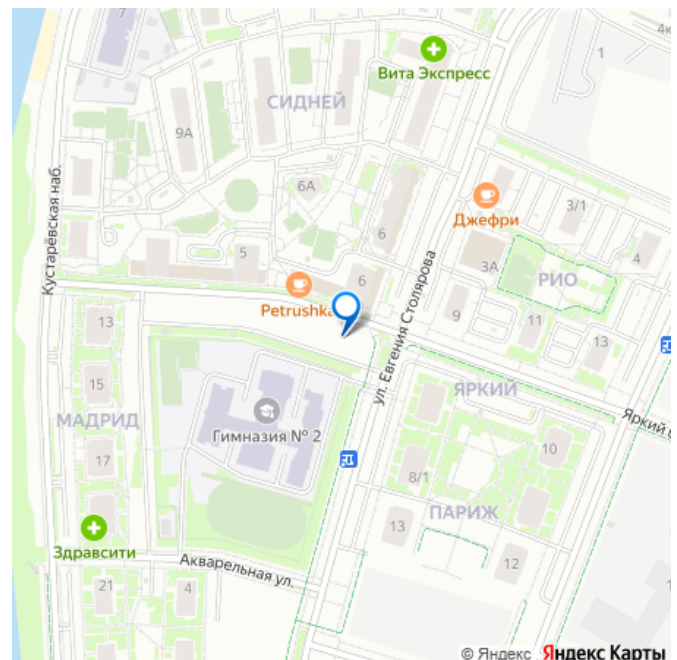 7
4к
1
Вита Экспресс
СИДНЕЙ
9А
6А
3/1
Джефри
Кустарёвская наб.
6
5
3А
4
РИО
6
Petrushka
ул. Евгения Столярова
9
11
13
13
15
ЯРКИЙ
Яркий
МАДРИД
Гимназия № 2
10
17
8/1
ПАРИЖ
13
Здравсити
12
Акварельная ул.
21
4
1
© Яндекс Яндекс Карты